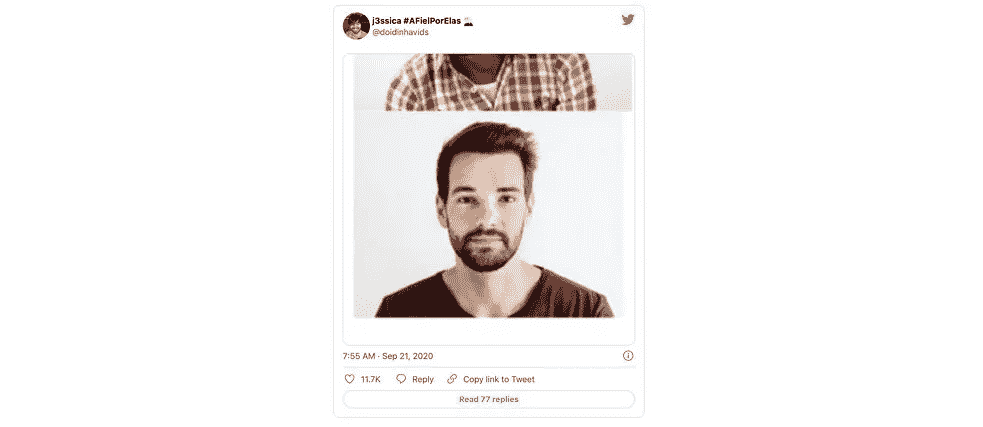 j3ssica #AFielPorElas
@doidinhavids
7:55 AM · Sep 21, 2020
11.7K Reply Copy link to Tweet
Read 77 replies